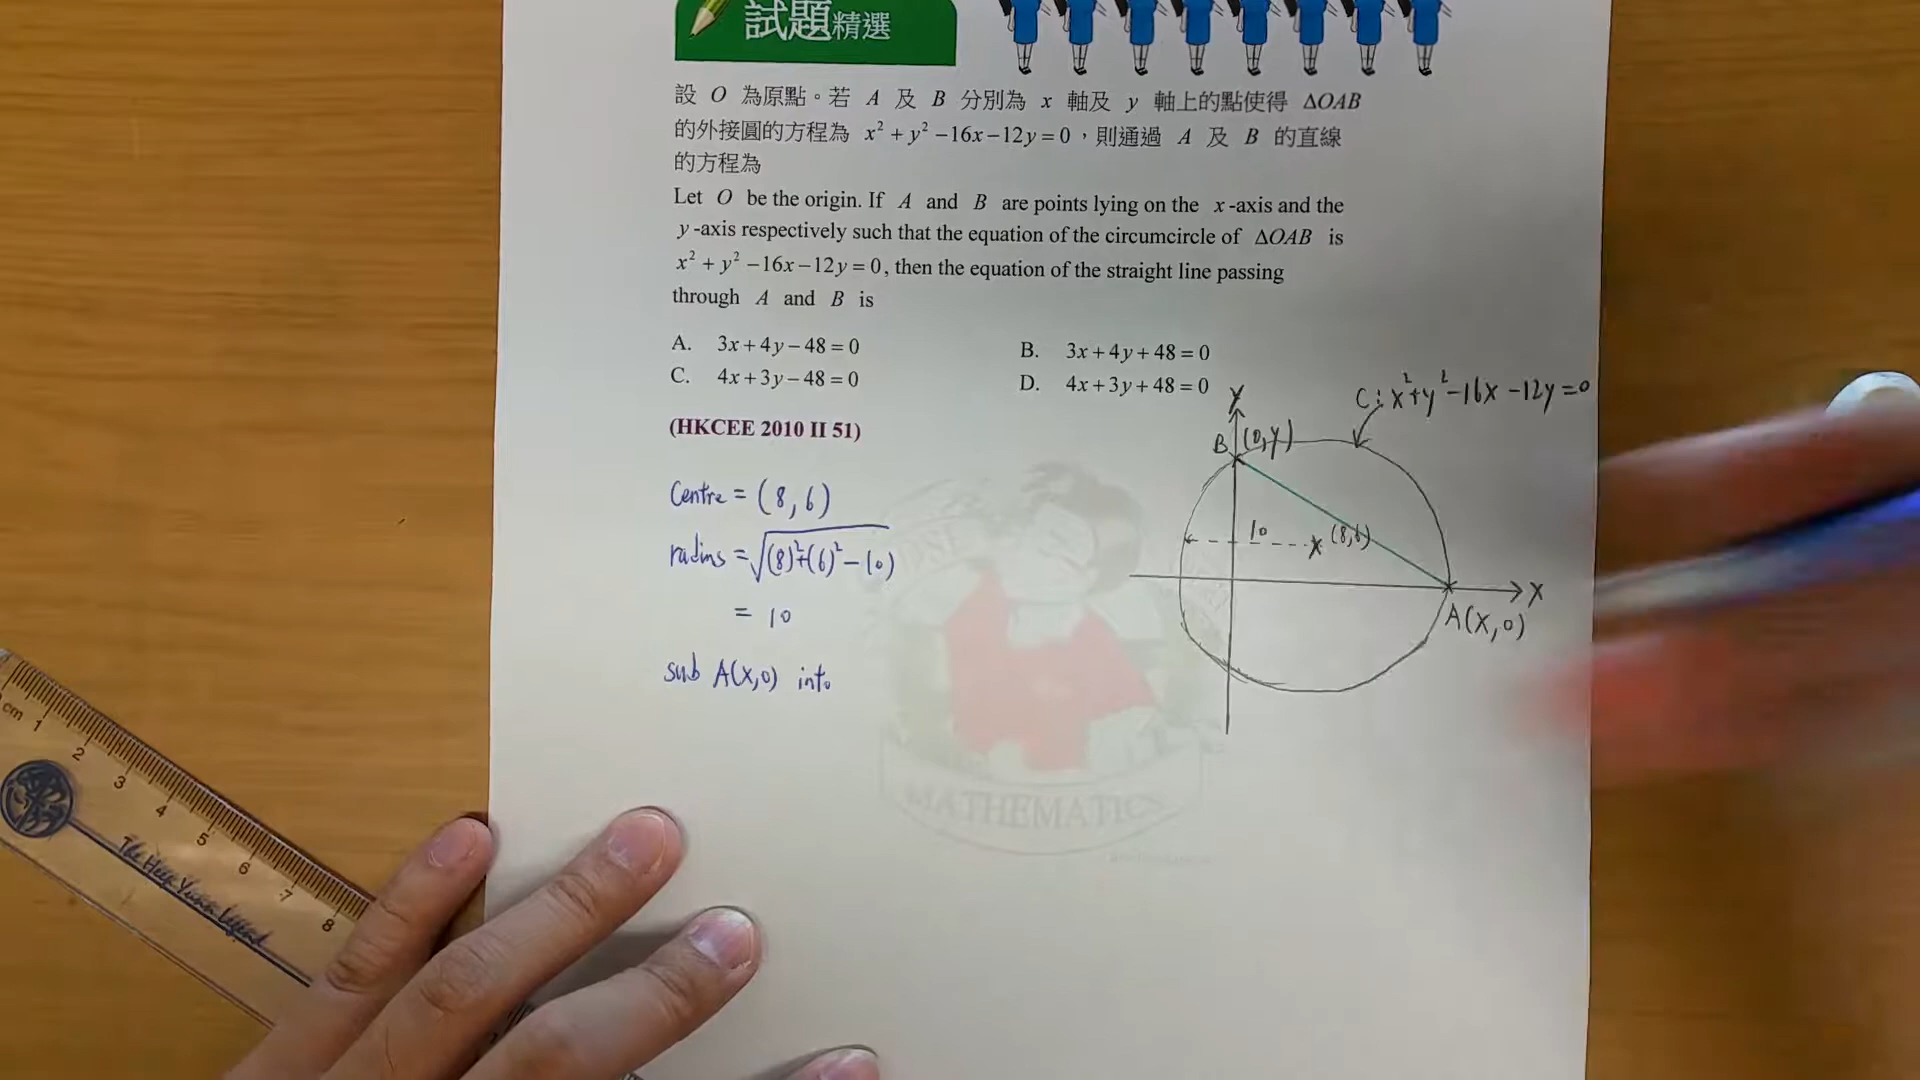 試題精選
設 O 為原點。若 A 及 B 分別為 x 軸及 y 軸上的點使得 ΔOAB
的外接圓的方程為 x² + y² −16x −12y = 0，則通過 A 及 B 的直線
的方程為
Let O be the origin. If A and B are points lying on the x-axis and the
y-axis respectively such that the equation of the circumcircle of ΔOAB is
x² + y² −16x −12y = 0, then the equation of the straight line passing
through A and B is
A. 3x + 4y − 48 = 0
B. 3x + 4y + 48 = 0
C. 4x + 3y − 48 = 0
D. 4x + 3y + 48 = 0
(HKCEE 2010 II 51)
Centre = (8,6)
radius = √(8)²+(6)²−(0)
= 10
sub A(x,0) into
y
C: x²+y²−16x−12y=0
B (0,y)
10
(8,6)
x
A(x,0)
MATHEMATICS
cm 1 2 3 4 5 6 7 8
The Hung Yuen Legend